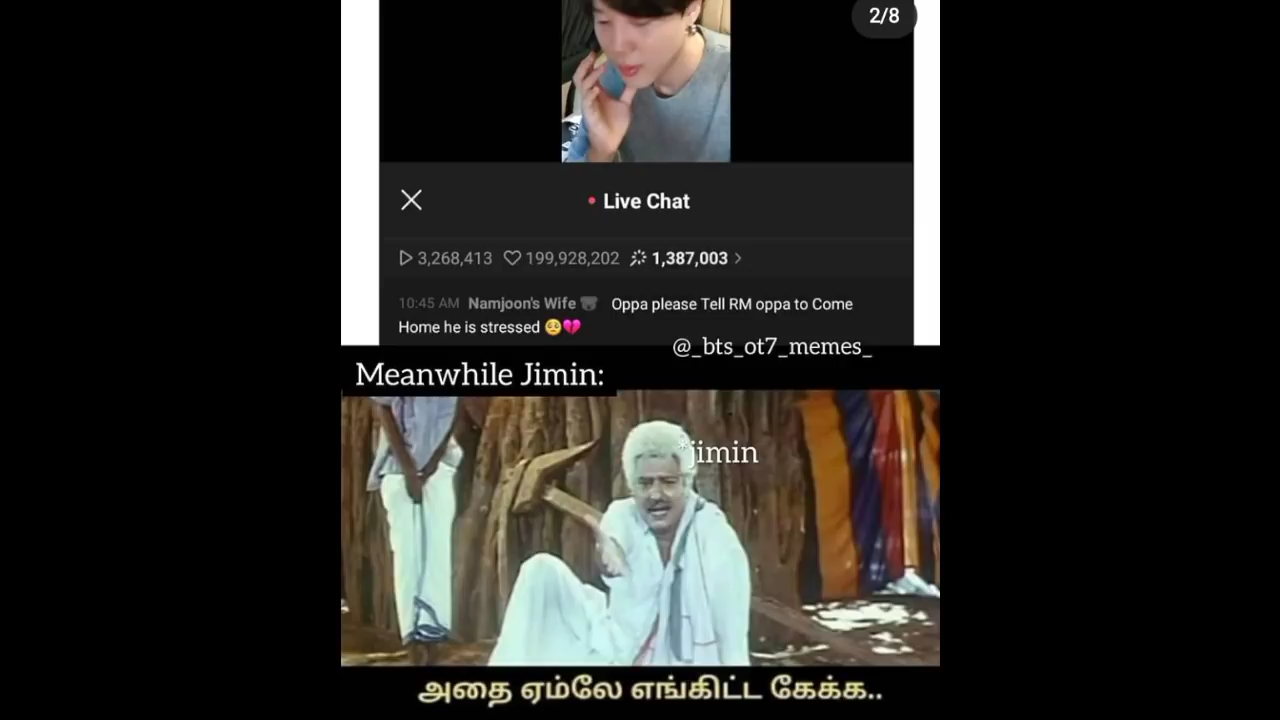 2/8
Live Chat
3,268,413 199,928,202 1,387,003
10:45 AM Namjoon's Wife 🐨 Oppa please Tell RM oppa to Come
Home he is stressed 🥺💔
@_bts_ot7_memes_
Meanwhile Jimin:
*jimin
அதை ஏம்லே எங்கிட்ட கேக்க..